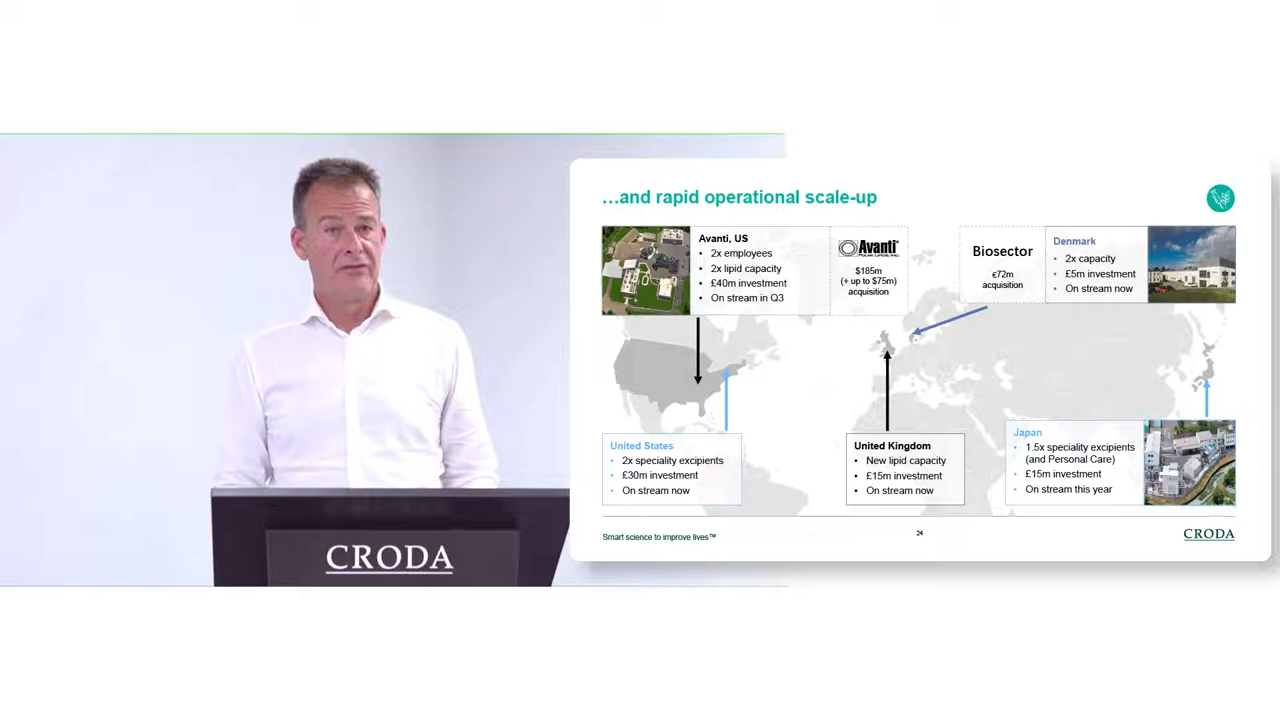 …and rapid operational scale-up
Avanti, US
• 2x employees
• 2x lipid capacity
• £40m investment
• On stream in Q3
Avanti
POLAR LIPIDS, INC.
$185m
(+ up to $75m)
acquisition
Biosector
€72m
acquisition
Denmark
• 2x capacity
• £5m investment
• On stream now
United States
• 2x speciality excipients
• £30m investment
• On stream now
United Kingdom
• New lipid capacity
• £15m investment
• On stream now
Japan
• 1.5x speciality excipients
(and Personal Care)
• £15m investment
• On stream this year
Smart science to improve lives™
24
CRODA
CRODA